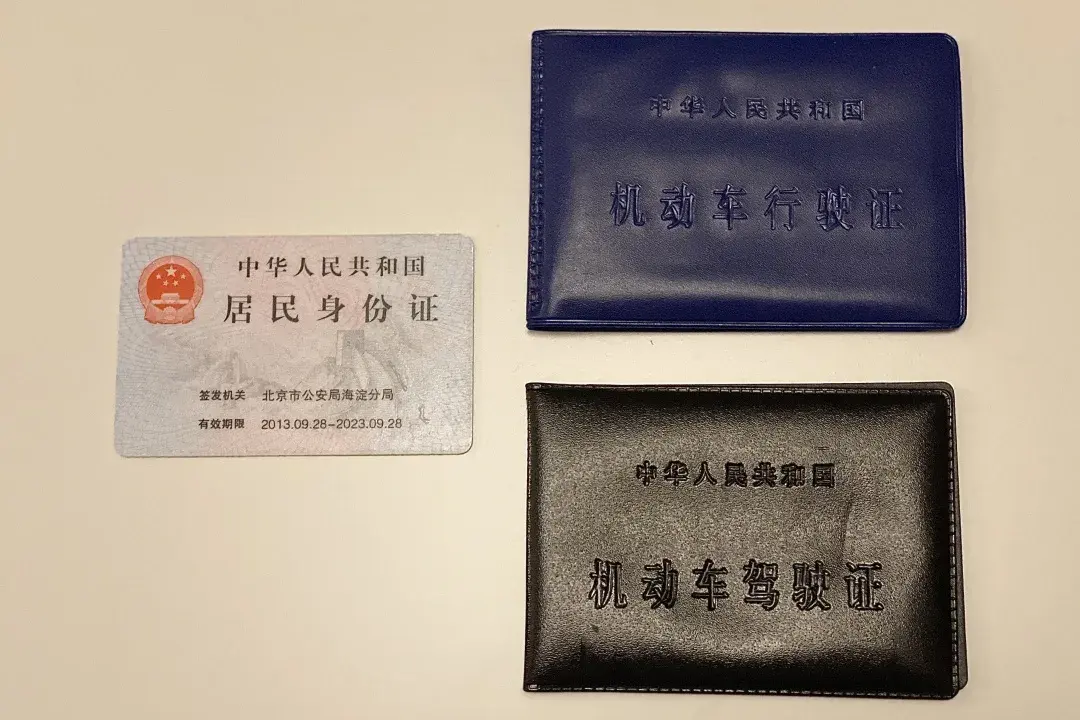 中华人民共和国
居民身份证
签发机关 北京市公安局海淀分局
有效期限 2013.09.28-2023.09.28
中华人民共和国
机动车行驶证
中华人民共和国
机动车驾驶证